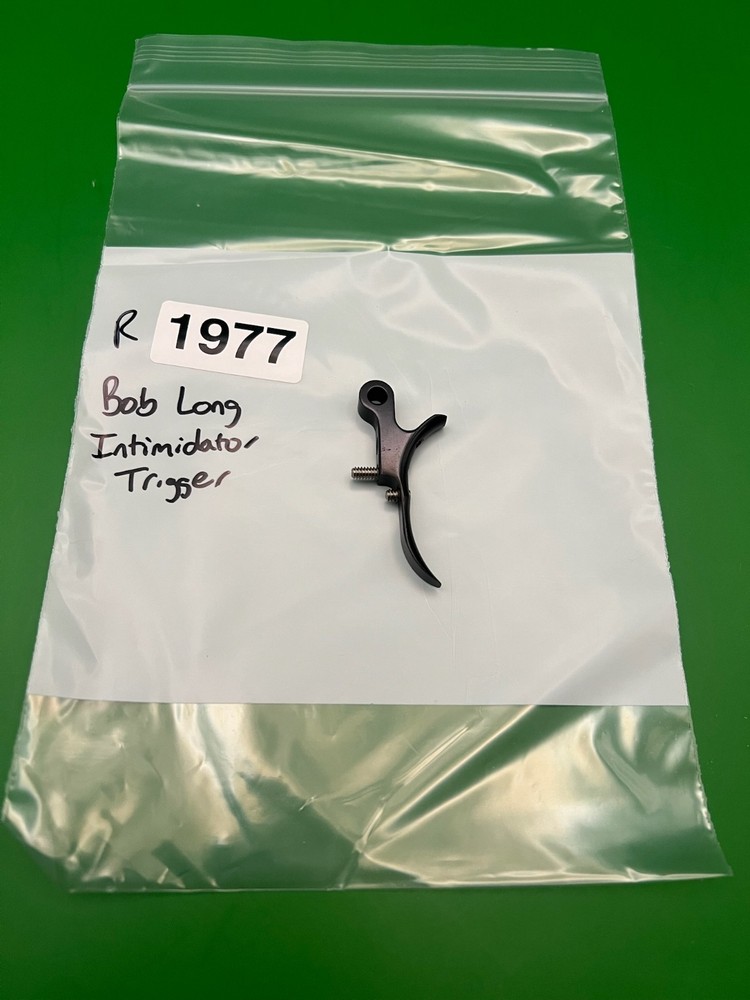 R 1977
Bob Long
Intimidator
Trigger